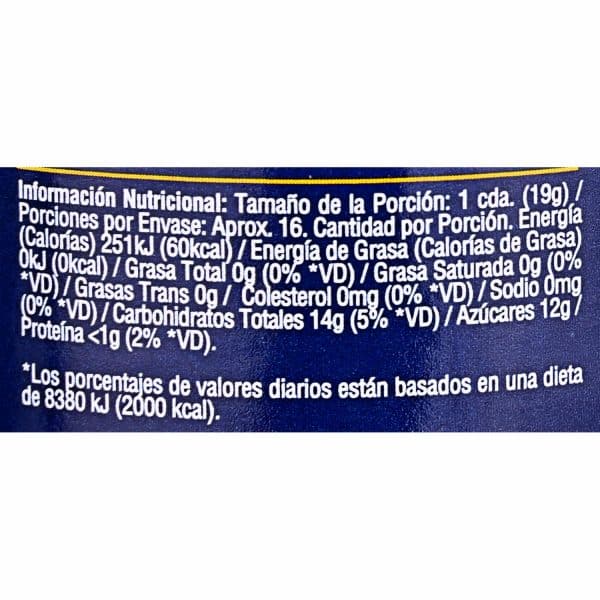 Información Nutricional: Tamaño de la Porción: 1 cda. (19g) /
Porciones por Envase: Aprox. 16. Cantidad por Porción. Energía
(Calorías) 251kJ (60kcal) / Energía de Grasa (Calorías de Grasa)
0kJ (0kcal) / Grasa Total 0g (0% *VD) / Grasa Saturada 0g (0%
*VD) / Grasas Trans 0g / Colesterol 0mg (0% *VD) / Sodio 0mg
(0% *VD) / Carbohidratos Totales 14g (5% *VD) / Azúcares 12g /
Proteína <1g (2% *VD).
*Los porcentajes de valores diarios están basados en una dieta
de 8380 kJ (2000 kcal).